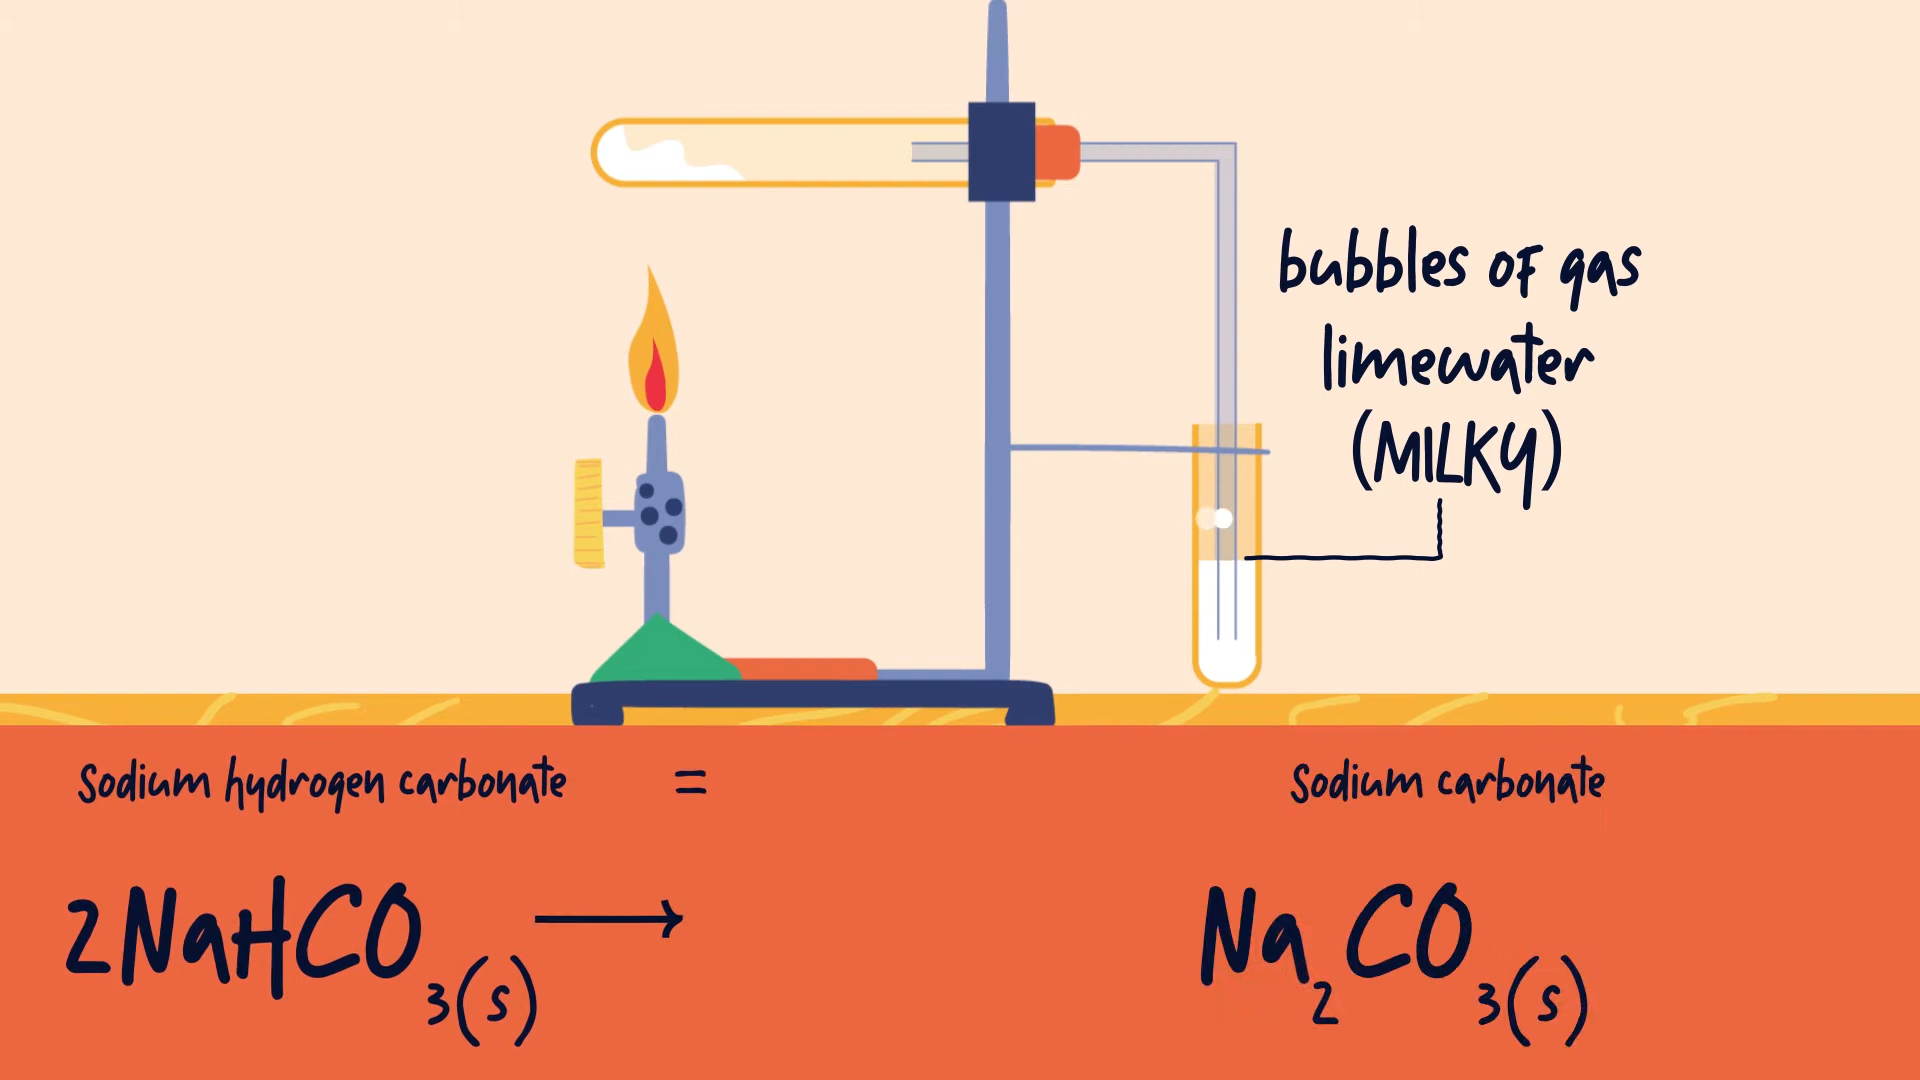 bubbles of gas
limewater
(MILKY)
Sodium hydrogen carbonate = Sodium carbonate
2NaHCO3(s) → Na2CO3(s)